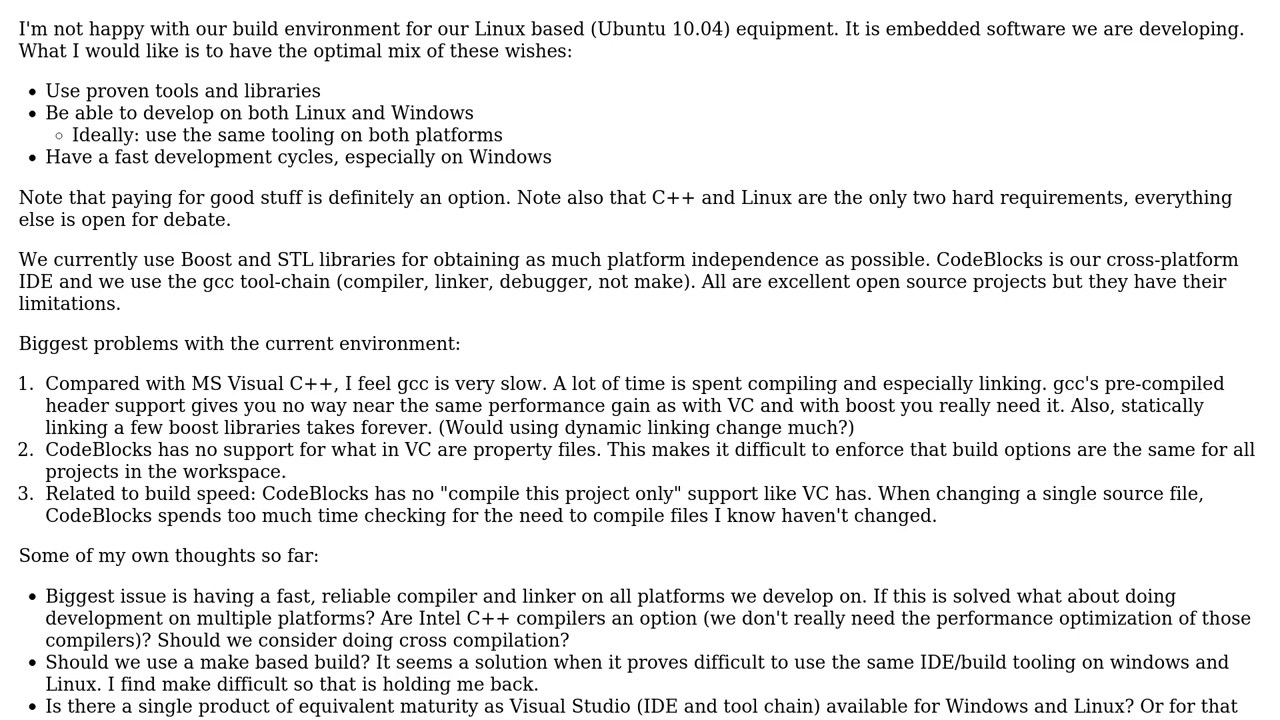 I'm not happy with our build environment for our Linux based (Ubuntu 10.04) equipment. It is embedded software we are developing.
What I would like is to have the optimal mix of these wishes:
• Use proven tools and libraries
• Be able to develop on both Linux and Windows
◦ Ideally: use the same tooling on both platforms
• Have a fast development cycles, especially on Windows
Note that paying for good stuff is definitely an option. Note also that C++ and Linux are the only two hard requirements, everything
else is open for debate.
We currently use Boost and STL libraries for obtaining as much platform independence as possible. CodeBlocks is our cross-platform
IDE and we use the gcc tool-chain (compiler, linker, debugger, not make). All are excellent open source projects but they have their
limitations.
Biggest problems with the current environment:
1. Compared with MS Visual C++, I feel gcc is very slow. A lot of time is spent compiling and especially linking. gcc's pre-compiled
header support gives you no way near the same performance gain as with VC and with boost you really need it. Also, statically
linking a few boost libraries takes forever. (Would using dynamic linking change much?)
2. CodeBlocks has no support for what in VC are property files. This makes it difficult to enforce that build options are the same for all
projects in the workspace.
3. Related to build speed: CodeBlocks has no "compile this project only" support like VC has. When changing a single source file,
CodeBlocks spends too much time checking for the need to compile files I know haven't changed.
Some of my own thoughts so far:
• Biggest issue is having a fast, reliable compiler and linker on all platforms we develop on. If this is solved what about doing
development on multiple platforms? Are Intel C++ compilers an option (we don't really need the performance optimization of those
compilers)? Should we consider doing cross compilation?
• Should we use a make based build? It seems a solution when it proves difficult to use the same IDE/build tooling on windows and
Linux. I find make difficult so that is holding me back.
• Is there a single product of equivalent maturity as Visual Studio (IDE and tool chain) available for Windows and Linux? Or for that